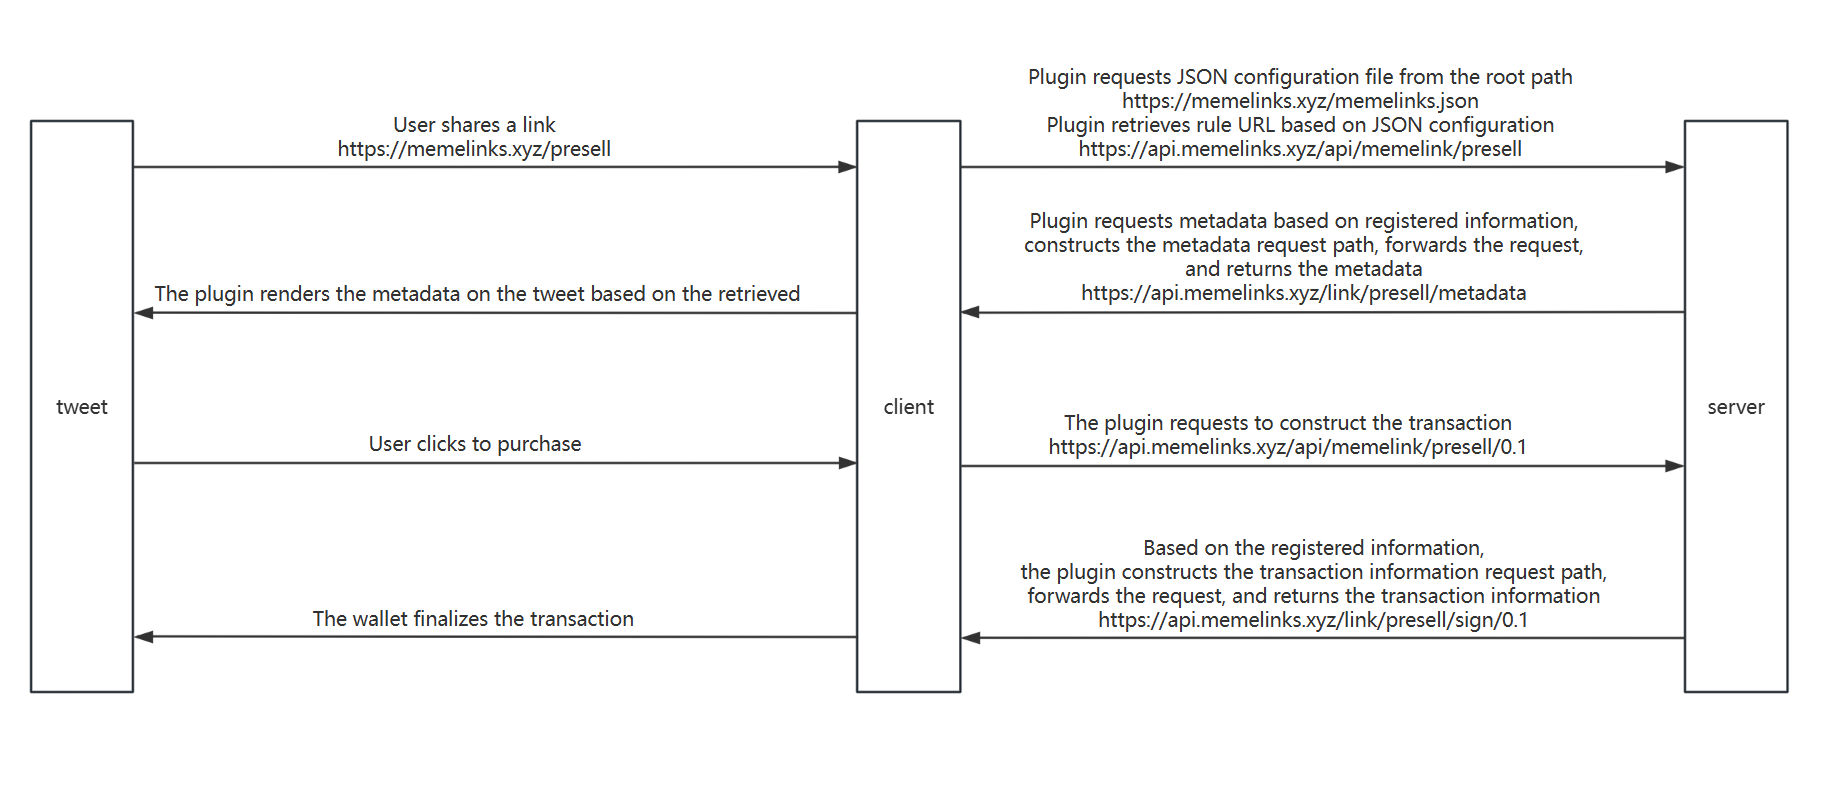 Plugin requests JSON configuration file from the root path
https://memelinks.xyz/memelinks.json
User shares a link
https://memelinks.xyz/presell
Plugin retrieves rule URL based on JSON configuration
https://api.memelinks.xyz/api/memelink/presell
Plugin requests metadata based on registered information,
constructs the metadata request path, forwards the request,
and returns the metadata
https://api.memelinks.xyz/link/presell/metadata
The plugin renders the metadata on the tweet based on the retrieved
tweet
client
server
User clicks to purchase
The plugin requests to construct the transaction
https://api.memelinks.xyz/api/memelink/presell/0.1
Based on the registered information,
the plugin constructs the transaction information request path,
forwards the request, and returns the transaction information
https://api.memelinks.xyz/link/presell/sign/0.1
The wallet finalizes the transaction